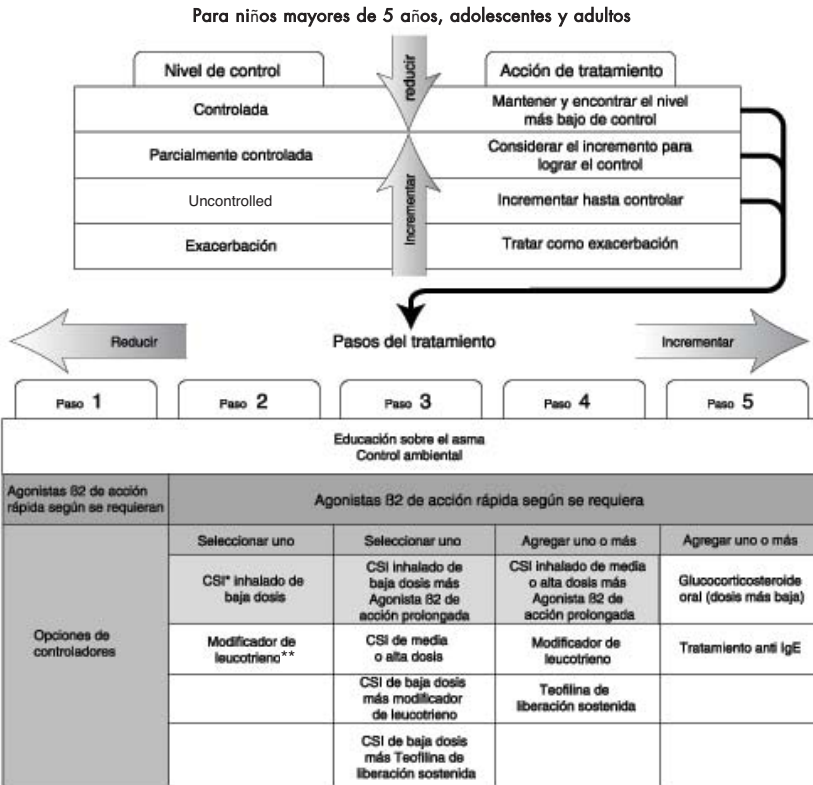 Para niños mayores de 5 años, adolescentes y adultos
Nivel de control
reducir
Acción de tratamiento
Controlada
Mantener y encontrar el nivel
más bajo de control
Parcialmente controlada
Considerar el incremento para
lograr el control
Incrementar
Uncontrolled
Incrementar hasta controlar
Exacerbación
Tratar como exacerbación
Reducir
Pasos del tratamiento
Incrementar
Paso 1
Paso 2
Paso 3
Paso 4
Paso 5
Educación sobre el asma
Control ambiental
Agonistas ß2 de acción
rápida según se requieran
Agonistas ß2 de acción rápida según se requiera
Seleccionar uno
Seleccionar uno
Agregar uno o más
Agregar uno o más
Opciones de
controladores
CSI* inhalado de
baja dosis
CSI inhalado de
baja dosis más
Agonista ß2 de
acción prolongada
CSI inhalado de media
o alta dosis más
Agonista ß2 de
acción prolongada
Glucocorticosteroide
oral (dosis más baja)
Modificador de
leucotrieno**
CSI de media
o alta dosis
Modificador de
leucotrieno
Tratamiento anti IgE
CSI de baja dosis
más modificador
de leucotrieno
Teofilina de
liberación sostenida
CSI de baja dosis
más Teofilina de
liberación sostenida